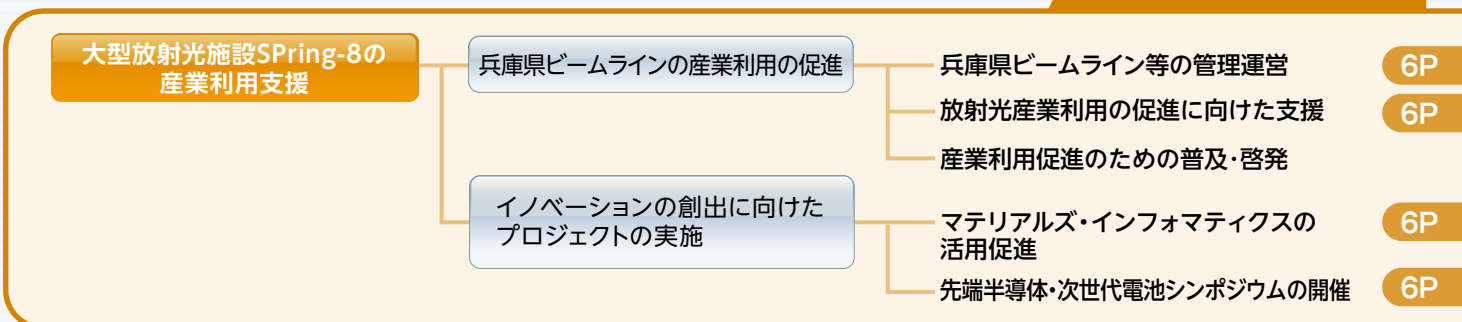 大型放射光施設SPring-8の
産業利用支援
兵庫県ビームラインの産業利用の促進
兵庫県ビームライン等の管理運営
6P
放射光産業利用の促進に向けた支援
6P
産業利用促進のための普及・啓発
イノベーションの創出に向けた
プロジェクトの実施
マテリアルズ・インフォマティクスの
活用促進
6P
先端半導体・次世代電池シンポジウムの開催
6P